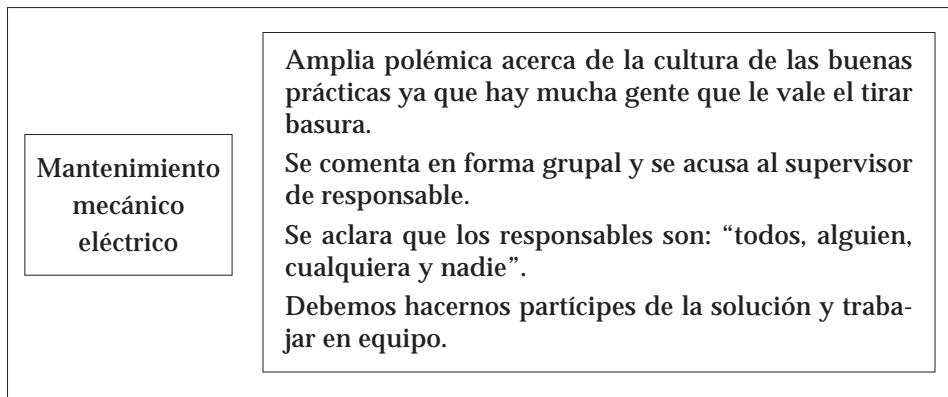 Mantenimiento
mecánico
eléctrico
Amplia polémica acerca de la cultura de las buenas
prácticas ya que hay mucha gente que le vale el tirar
basura.
Se comenta en forma grupal y se acusa al supervisor
de responsable.
Se aclara que los responsables son: “todos, alguien,
cualquiera y nadie”.
Debemos hacernos partícipes de la solución y traba-
jar en equipo.